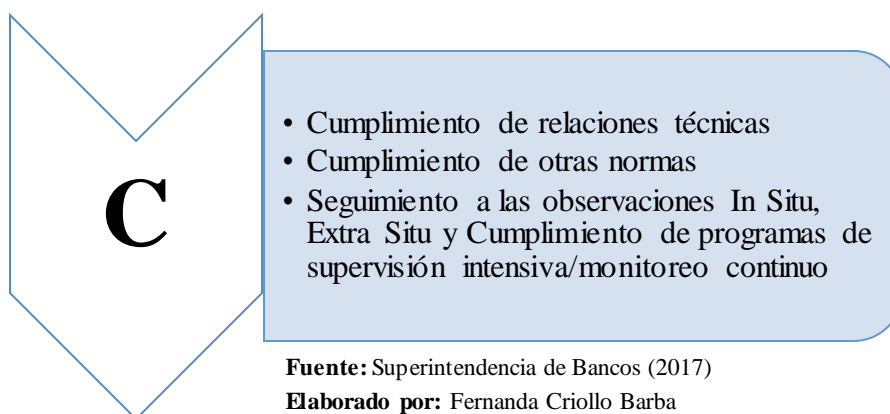 C
• Cumplimiento de relaciones técnicas
• Cumplimiento de otras normas
• Seguimiento a las observaciones In Situ,
Extra Situ y Cumplimiento de programas de
supervisión intensiva/monitoreo continuo
Fuente: Superintendencia de Bancos (2017)
Elaborado por: Fernanda Criollo Barba